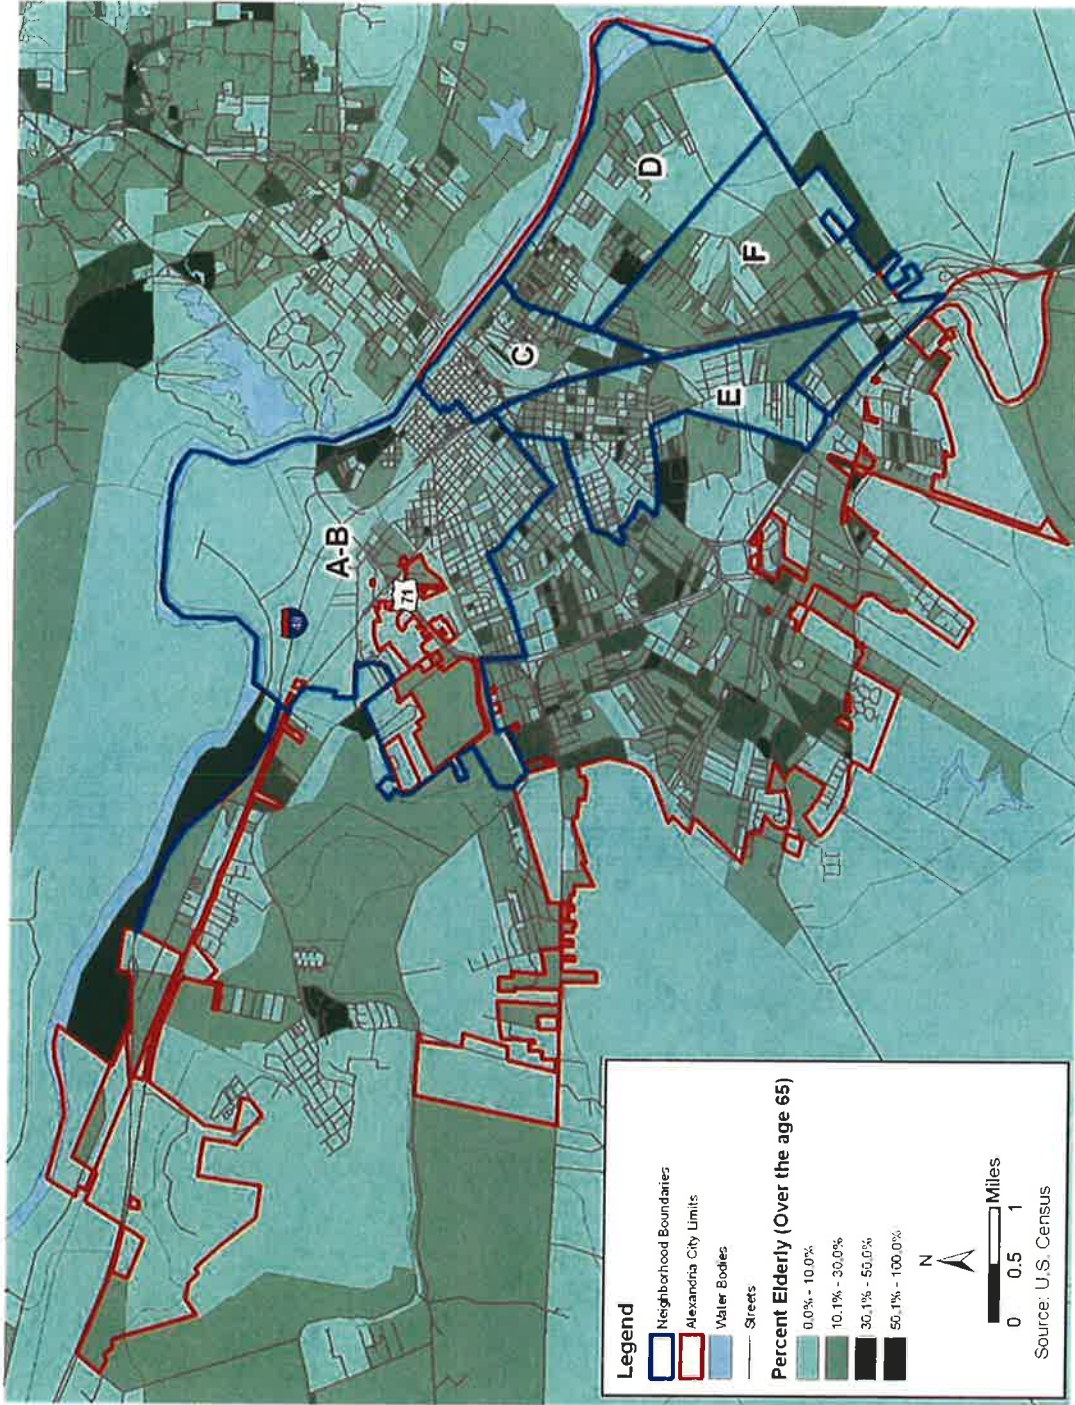 A-B
C
D
E
F
71
49
Legend
Neighborhood Boundaries
Alexandria City Limits
Water Bodies
Streets
Percent Elderly (Over the age 65)
0.0% - 10.0%
10.1% - 30.0%
30.1% - 50.0%
50.1% - 100.0%
N
0 0.5 1 Miles
Source: U.S. Census